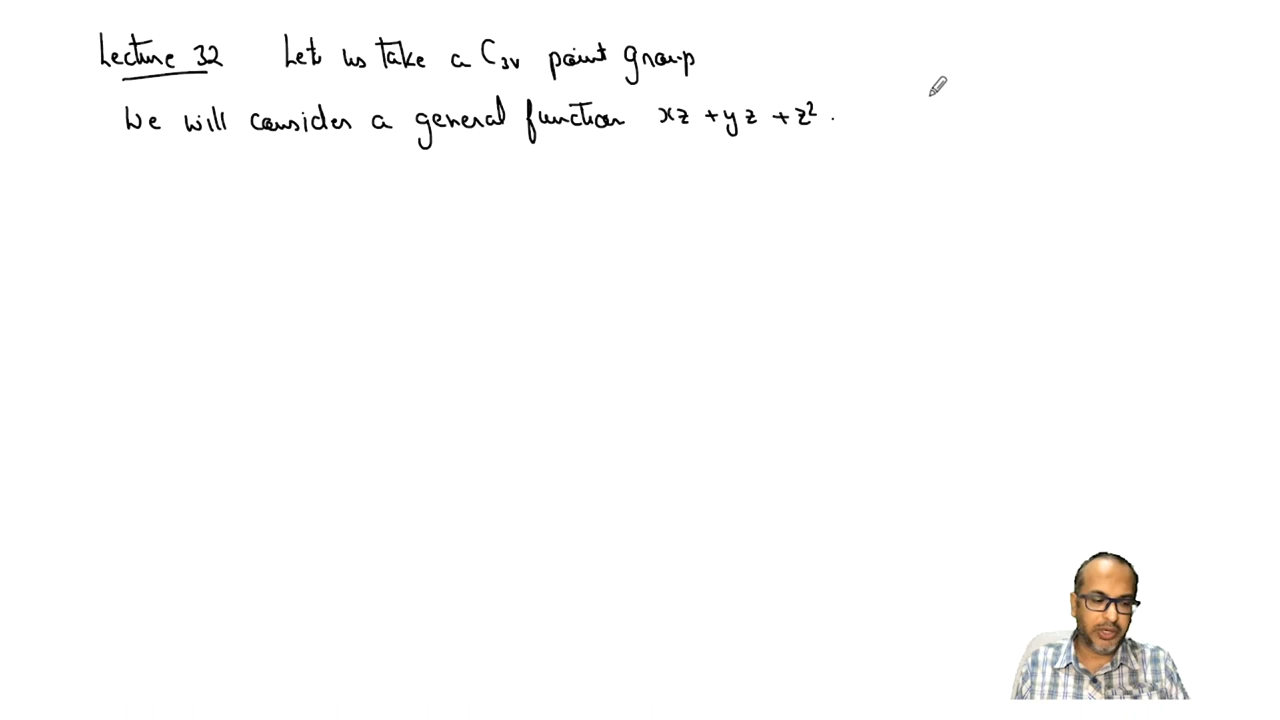 Lecture 32 Let us take a C₃ᵥ point group
We will consider a general function xz + yz + z².